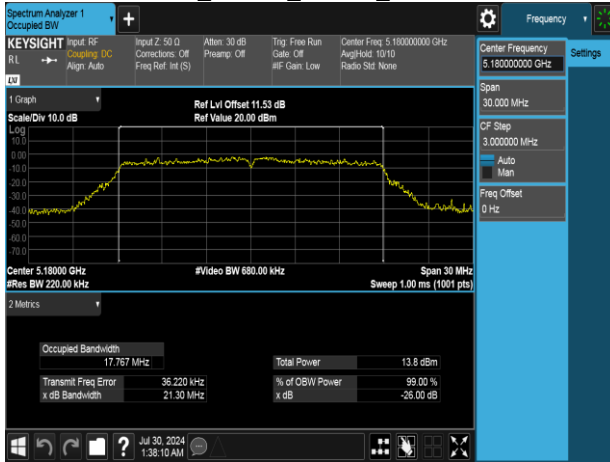 Spectrum Analyzer 1
Occupied BW
Frequency
KEYSIGHT
R L
LXI
Input: RF
Coupling: DC
Align: Auto
Input Z: 50 Ω
Corrections: Off
Freq Ref: Int (S)
Atten: 30 dB
Preamp: Off
Trig: Free Run
Gate: Off
#IF Gain: Low
Center Freq: 5.180000000 GHz
Avg|Hold: 10/10
Radio Std: None
Center Frequency
5.180000000 GHz
Settings
Span
30.000 MHz
CF Step
3.000000 MHz
Auto
Man
Freq Offset
0 Hz
1 Graph
Scale/Div 10.0 dB
Ref Lvl Offset 11.53 dB
Ref Value 20.00 dBm
Log
10.0
0.00
-10.0
-20.0
-30.0
-40.0
-50.0
-60.0
-70.0
Center 5.18000 GHz
#Video BW 680.00 kHz
Span 30 MHz
#Res BW 220.00 kHz
Sweep 1.00 ms (1001 pts)
2 Metrics
Occupied Bandwidth
17.767 MHz
Total Power 13.8 dBm
Transmit Freq Error 36.220 kHz
% of OBW Power 99.00 %
x dB Bandwidth 21.30 MHz
x dB -26.00 dB
?
Jul 30, 2024
1:38:10 AM